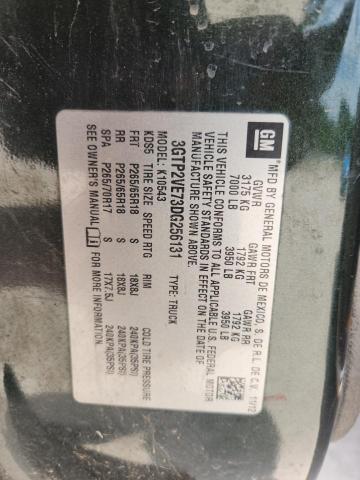 GM
MFD BY GENERAL MOTORS DE MEXICO, S. DE R.L. DE C.V. 11/12
GVWR GAWR FRT GAWR RR
3175 KG 1792 KG 1792 KG
7000 LB 3950 LB 3950 LB
THIS VEHICLE CONFORMS TO ALL APPLICABLE U.S. FEDERAL MOTOR
VEHICLE SAFETY STANDARDS IN EFFECT ON THE DATE OF
MANUFACTURE SHOWN ABOVE.
3GTP2VE73DG256131 TYPE: TRUCK
MODEL: K10543
KDS5 TIRE SIZE SPEED RTG RIM COLD TIRE PRESSURE
FRT P265/65R18 S 18X8J 240KPA(35PSI)
RR P265/65R18 S 18X8J 240KPA(35PSI)
SPA P265/70R17 S 17X7.5J 240KPA(35PSI)
SEE OWNER'S MANUAL